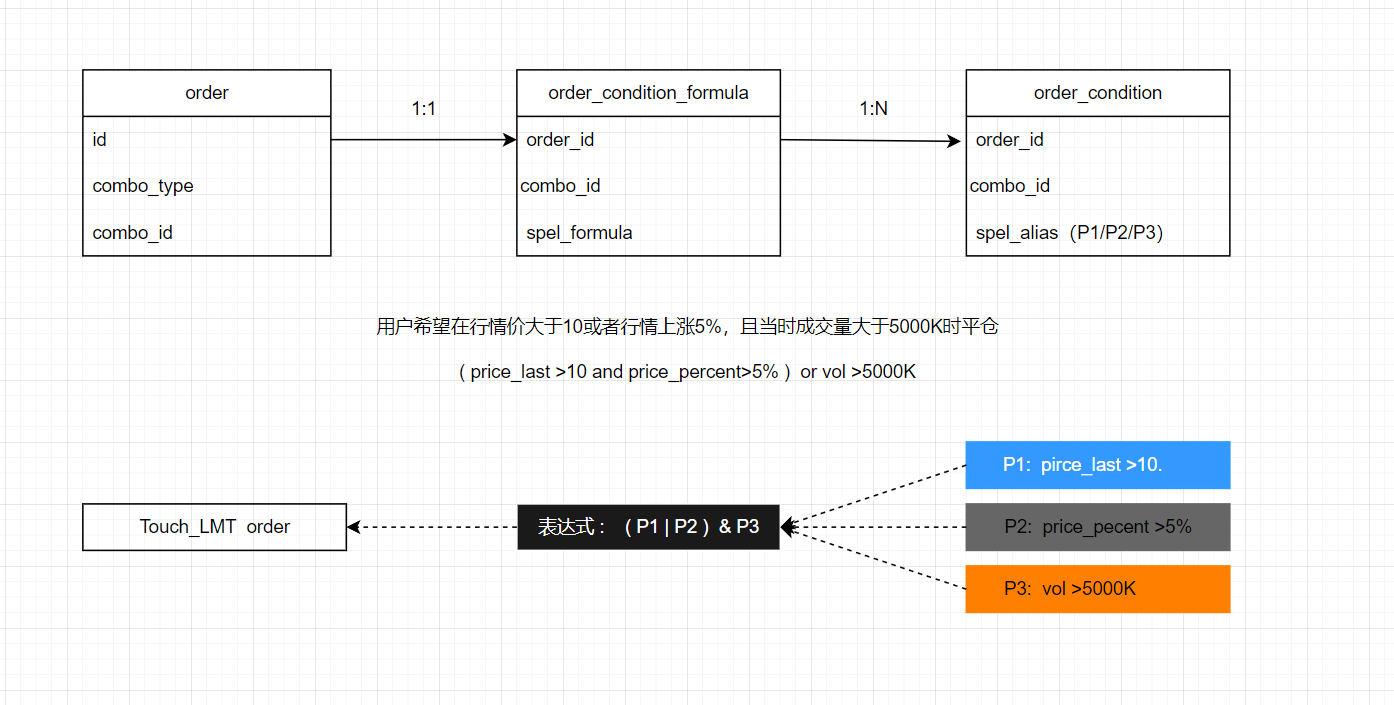 order
id
combo_type
combo_id
1:1
order_condition_formula
order_id
combo_id
spel_formula
1:N
order_condition
order_id
combo_id
spel_alias（P1/P2/P3）
用户希望在行情价大于10或者行情上涨5%，且当时成交量大于5000K时平仓
（ price_last >10 and price_percent>5% ）or vol >5000K
Touch_LMT order
表达式：（ P1 | P2 ）& P3
P1: pirce_last >10.
P2: price_pecent >5%
P3: vol >5000K